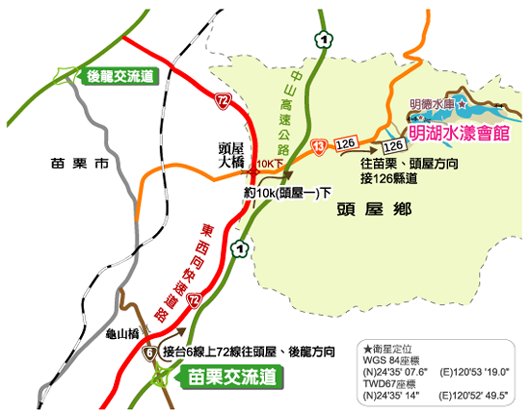 1
後龍交流道
72
中山高速公路
明德水庫★
明湖水漾會館
頭屋
大橋
13
126
126
苗栗市
10K下
往苗栗、頭屋方向
接126縣道
約10k(頭屋一)下
頭屋鄉
東西向快速道路
1
72
龜山橋
6
接台6線上72線往頭屋、後龍方向
苗栗交流道
★衛星定位
WGS 84座標
(N)24'35' 07.6" (E)120'53 '19.0"
TWD67座標
(N)24'35' 14" (E)120'52' 49.5"